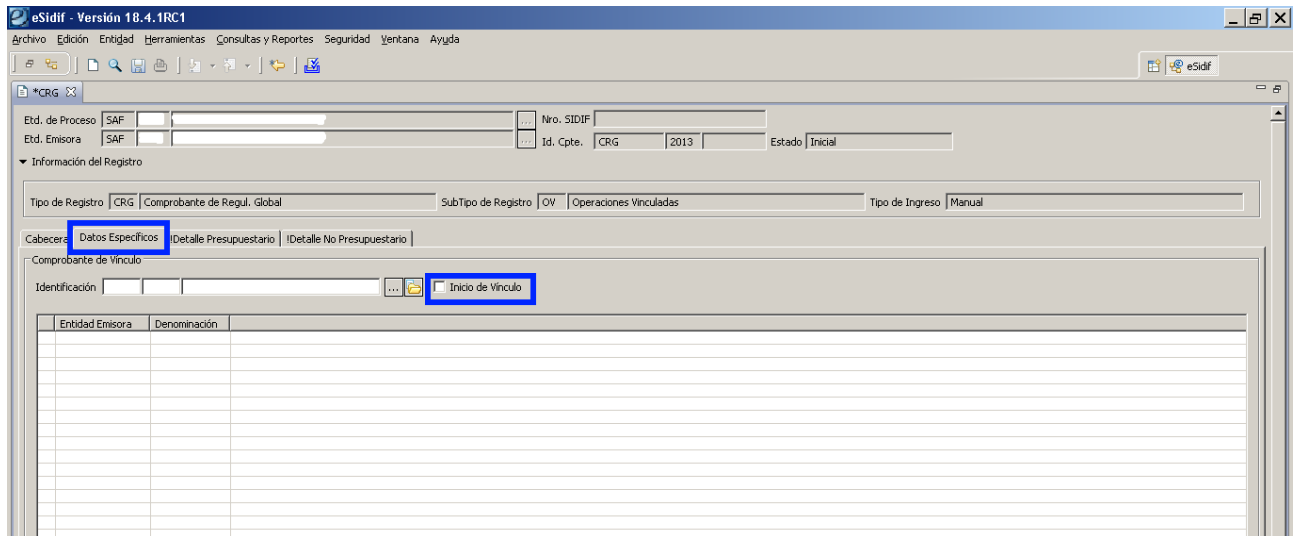 eSidif - Versión 18.4.1RC1
Archivo Edición Entidad Herramientas Consultas y Reportes Seguridad Ventana Ayuda
eSidif
*CRG
Etd. de Proceso SAF ... Nro. SIDIF
Etd. Emisora SAF ... Id. Cpte. CRG 2013 Estado Inicial
Información del Registro
Tipo de Registro CRG Comprobante de Regul. Global SubTipo de Registro OV Operaciones Vinculadas Tipo de Ingreso Manual
Cabecera Datos Específicos !Detalle Presupuestario !Detalle No Presupuestario
Comprobante de Vínculo
Identificación ... Inicio de Vínculo
Entidad Emisora Denominación